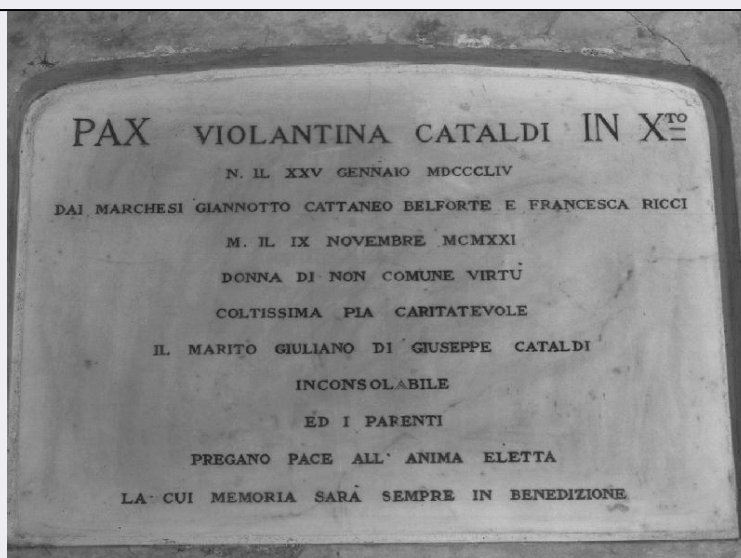 PAX VIOLANTINA CATALDI IN XTO
N. IL XXV GENNAIO MDCCCLIV
DAI MARCHESI GIANNOTTO CATTANEO BELFORTE E FRANCESCA RICCI
M. IL IX NOVEMBRE MCMXXI
DONNA DI NON COMUNE VIRTÙ
COLTISSIMA PIA CARITATEVOLE
IL MARITO GIULIANO DI GIUSEPPE CATALDI
INCONSOLABILE
ED I PARENTI
PREGANO PACE ALL' ANIMA ELETTA
LA CUI MEMORIA SARÀ SEMPRE IN BENEDIZIONE